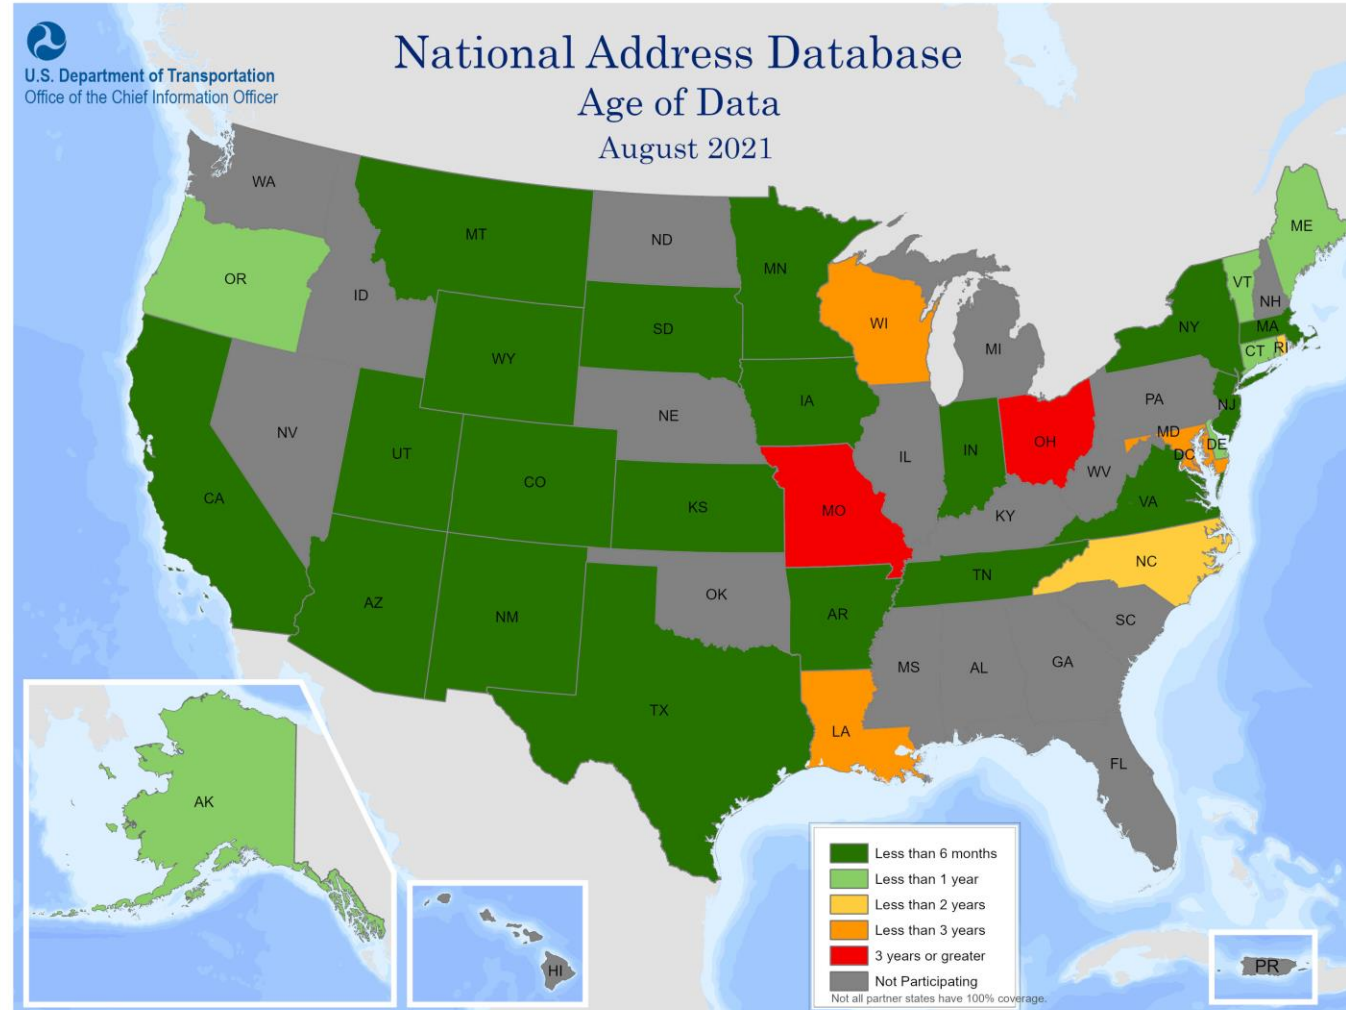 National Address Database
Age of Data
August 2021
U.S. Department of Transportation
Office of the Chief Information Officer
WA
MT
ND
MN
ME
OR
ID
SD
WI
MI
VT
NH
NY
MA
CT
RI
WY
NE
IA
PA
NJ
NV
UT
CO
KS
IL
IN
OH
WV
MD
DE
DC
VA
CA
MO
KY
AZ
NM
OK
AR
TN
NC
SC
TX
LA
MS
AL
GA
FL
AK
HI
PR
Less than 6 months
Less than 1 year
Less than 2 years
Less than 3 years
3 years or greater
Not Participating
Not all partner states have 100% coverage.